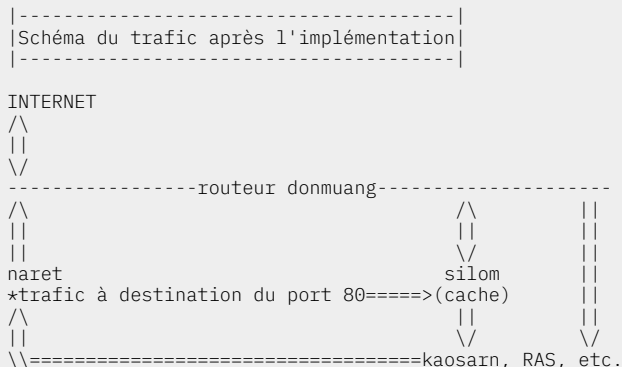 |---------------------------------------|
|Schéma du trafic après l'implémentation|
|---------------------------------------|
INTERNET
/\
||
\/
-----------------routeur donmuang---------------------
/\                                      /\         ||
||                                      ||         ||
||                                      \/         ||
naret                                  silom       ||
*trafic à destination du port 80=====>(cache)      ||
/\                                      ||         ||
||                                      \/         \/
\\===================================kaosarn, RAS, etc.